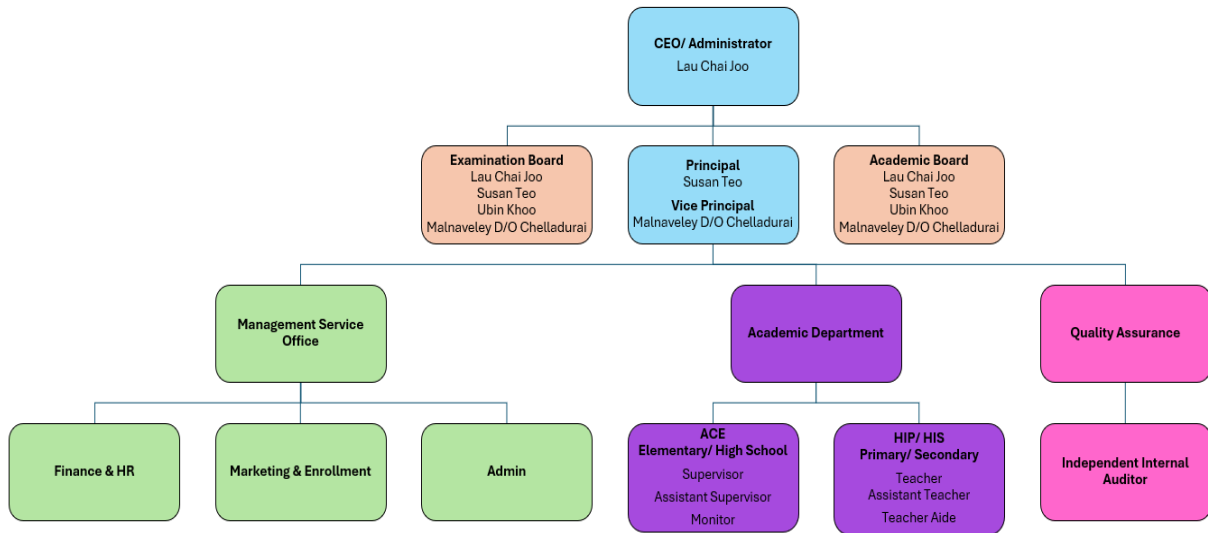 CEO/ Administrator
Lau Chai Joo
Examination Board
Lau Chai Joo
Susan Teo
Ubin Khoo
Malnaveley D/O Chelladurai
Principal
Susan Teo
Vice Principal
Malnaveley D/O Chelladurai
Academic Board
Lau Chai Joo
Susan Teo
Ubin Khoo
Malnaveley D/O Chelladurai
Management Service
Office
Academic Department
Quality Assurance
Finance & HR
Marketing & Enrollment
Admin
ACE
Elementary/ High School
Supervisor
Assistant Supervisor
Monitor
HIP/ HIS
Primary/ Secondary
Teacher
Assistant Teacher
Teacher Aide
Independent Internal
Auditor